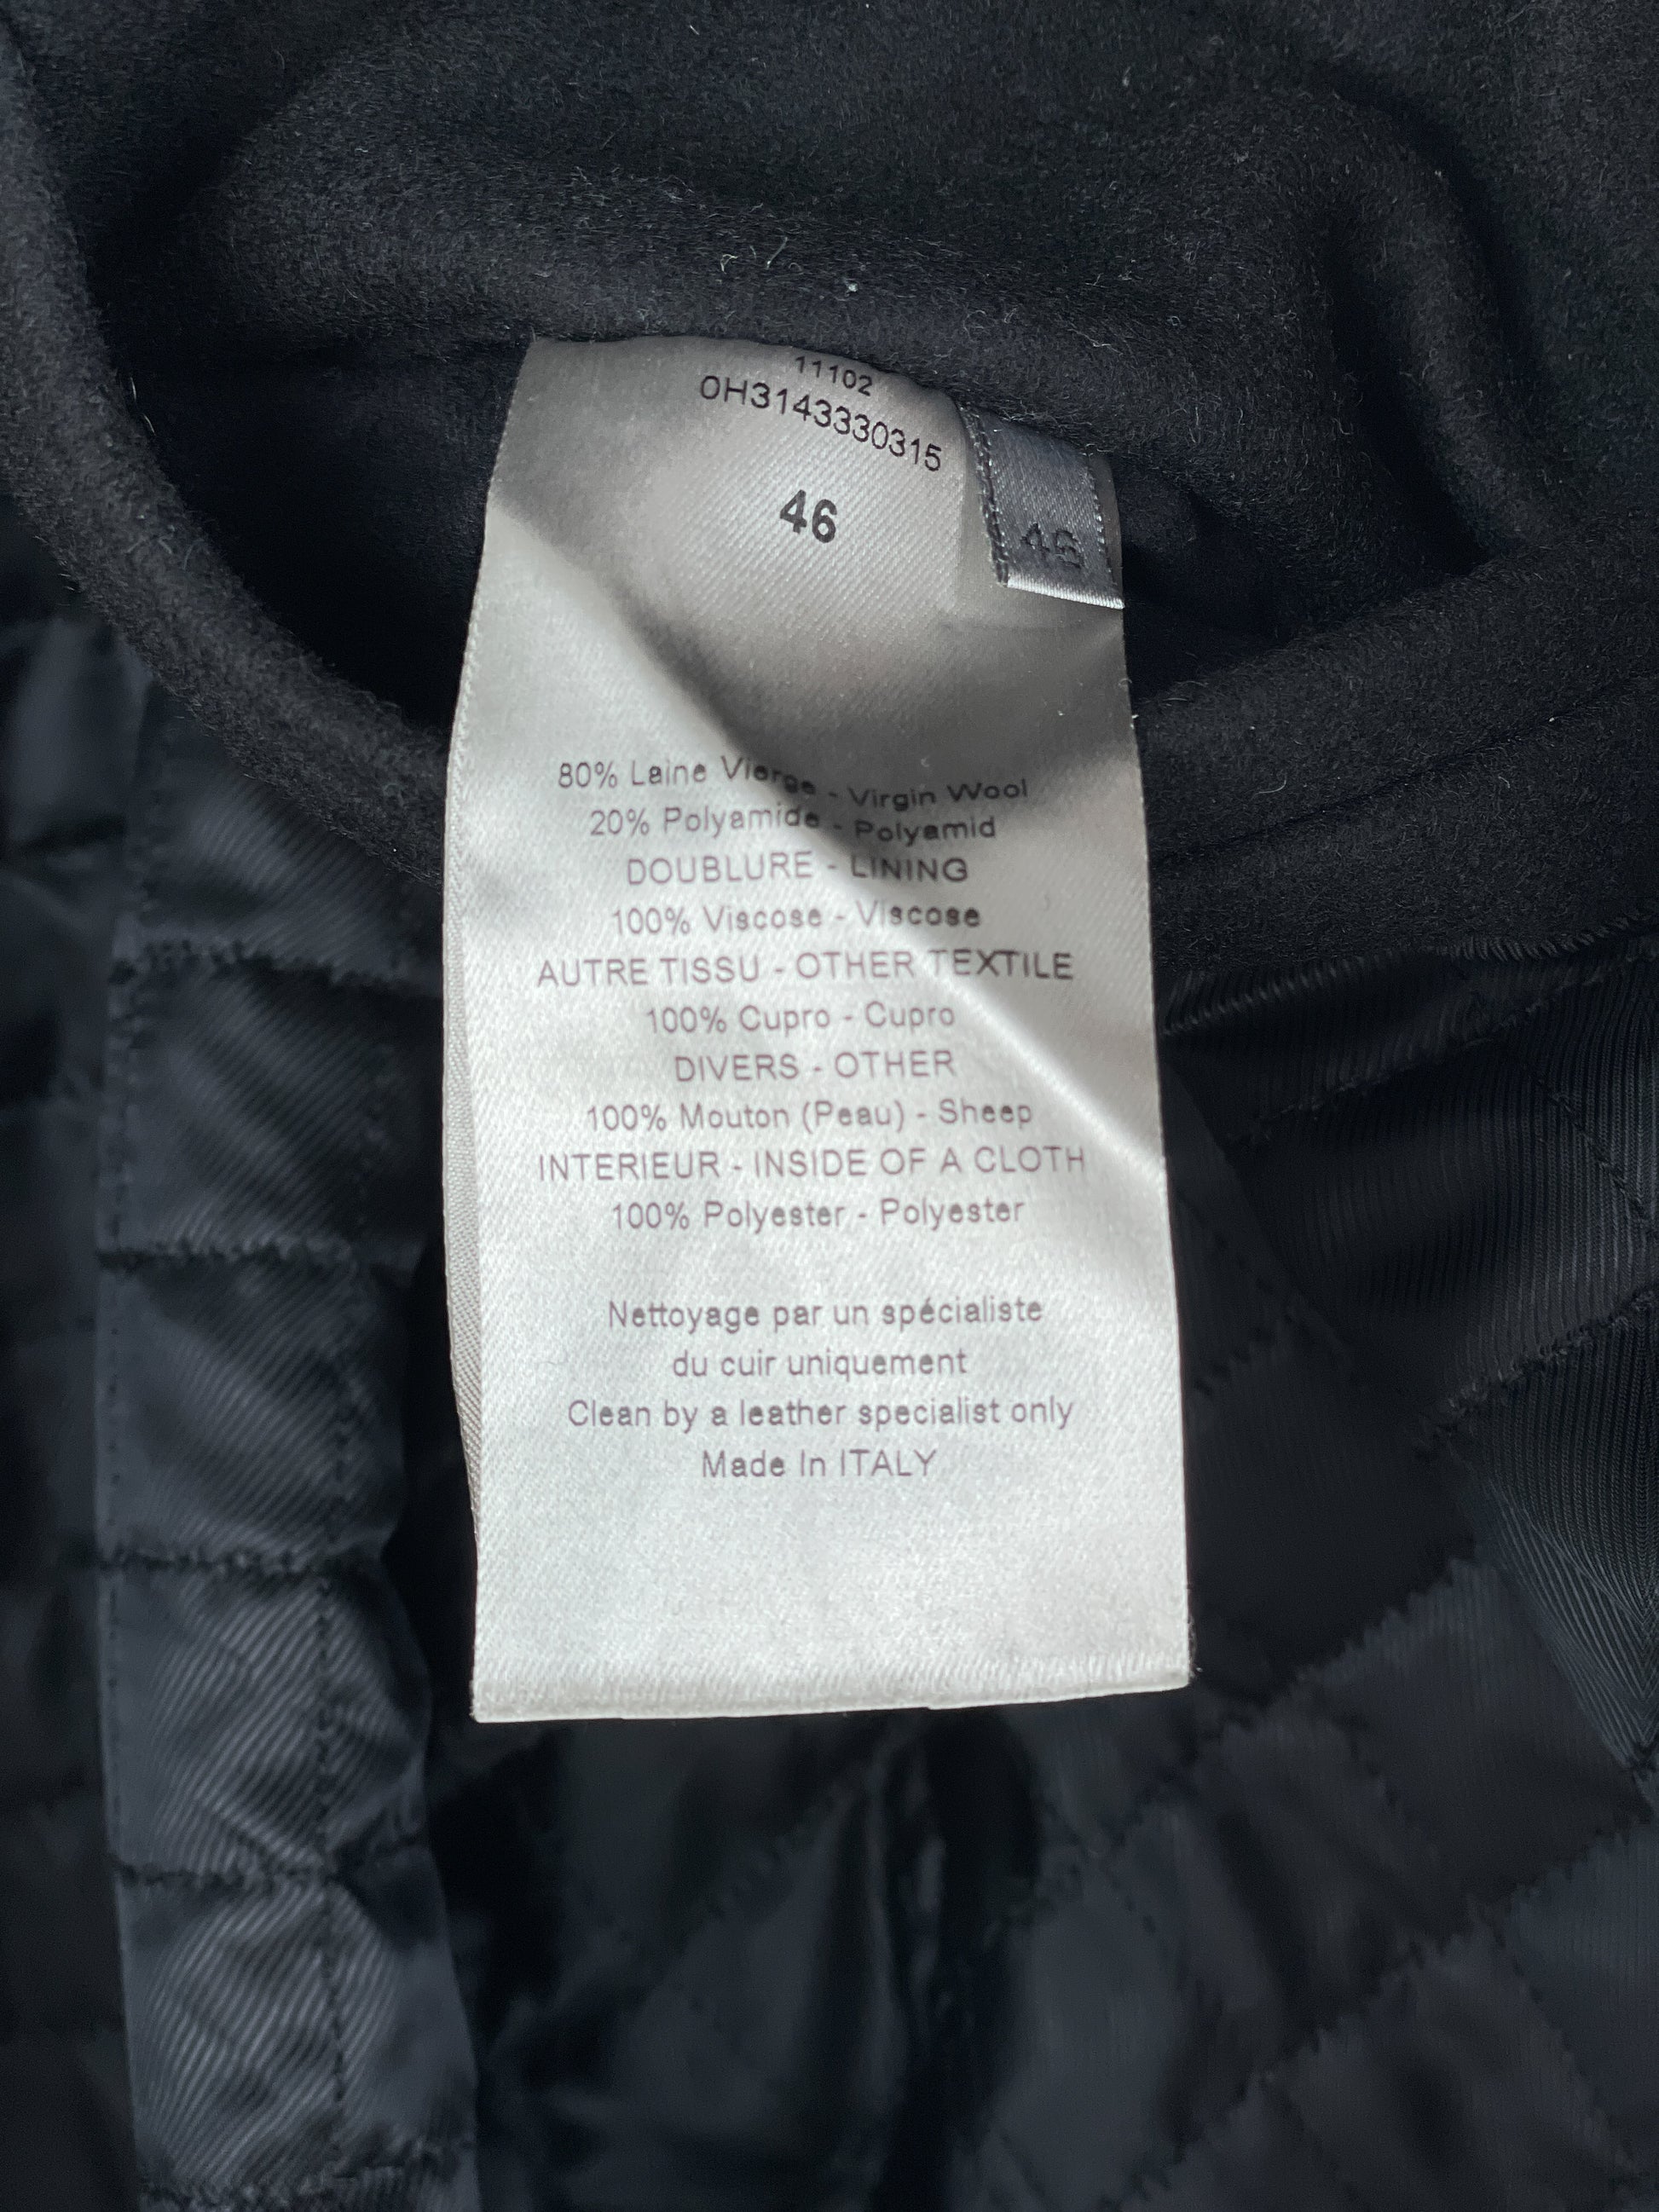 11102
0H3143330315
46
46
80% Laine Vierge - Virgin Wool
20% Polyamide - Polyamid
DOUBLURE - LINING
100% Viscose - Viscose
AUTRE TISSU - OTHER TEXTILE
100% Cupro - Cupro
DIVERS - OTHER
100% Mouton (Peau) - Sheep
INTERIEUR - INSIDE OF A CLOTH
100% Polyester - Polyester
Nettoyage par un spécialiste
du cuir uniquement
Clean by a leather specialist only
Made In ITALY